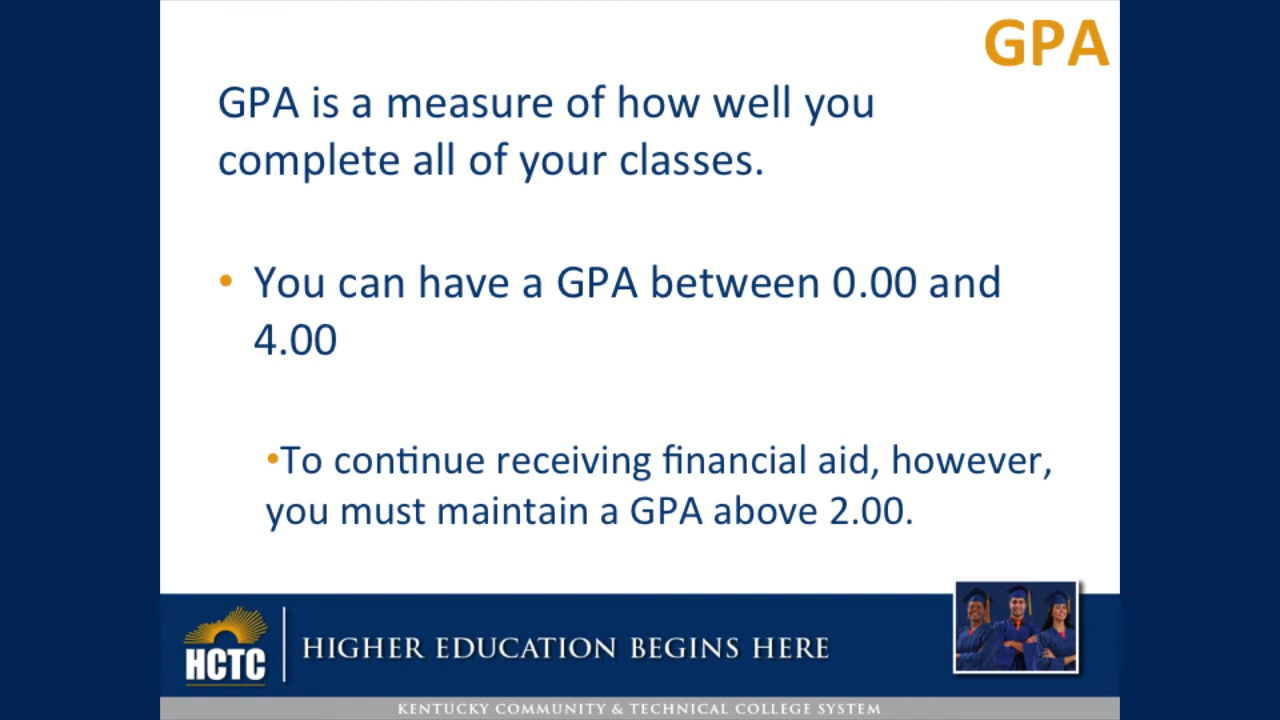 GPA
GPA is a measure of how well you
complete all of your classes.
• You can have a GPA between 0.00 and
4.00
•To continue receiving financial aid, however,
you must maintain a GPA above 2.00.
HCTC
HIGHER EDUCATION BEGINS HERE
KENTUCKY COMMUNITY & TECHNICAL COLLEGE SYSTEM